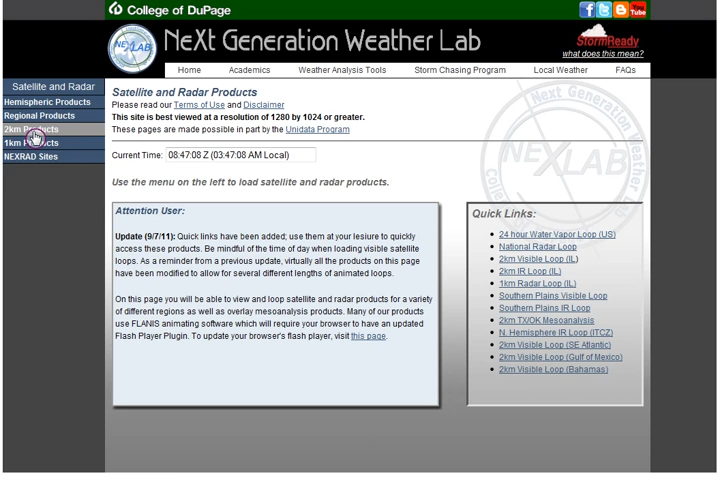 College of DuPage
You
Tube
NEXLAB
NeXt Generation Weather Lab
StormReady
what does this mean?
Home
Academics
Weather Analysis Tools
Storm Chasing Program
Local Weather
FAQs
Satellite and Radar
Hemispheric Products
Regional Products
2km Products
1km Products
NEXRAD Sites
Satellite and Radar Products
Please read our Terms of Use and Disclaimer
This site is best viewed at a resolution of 1280 by 1024 or greater.
These pages are made possible in part by the Unidata Program
Current Time: 08:47:08 Z (03:47:08 AM Local)
Use the menu on the left to load satellite and radar products.
Next Generation
NEXLAB
Weather Lab
Attention User:
Update (9/7/11): Quick links have been added; use them at your lesiure to quickly
access these products. Be mindful of the time of day when loading visible satellite
loops. As a reminder from a previous update, virtually all the products on this page
have been modified to allow for several different lengths of animated loops.
On this page you will be able to view and loop satellite and radar products for a variety
of different regions as well as overlay mesoanalysis products. Many of our products
use FLANIS animating software which will require your browser to have an updated
Flash Player Plugin. To update your browser's flash player, visit this page.
Quick Links:
24 hour Water Vapor Loop (US)
National Radar Loop
2km Visible Loop (IL)
2km IR Loop (IL)
1km Radar Loop (IL)
Southern Plains Visible Loop
Southern Plains IR Loop
2km TX/OK Mesoanalysis
N. Hemisphere IR Loop (ITCZ)
2km Visible Loop (SE Atlantic)
2km Visible Loop (Gulf of Mexico)
2km Visible Loop (Bahamas)